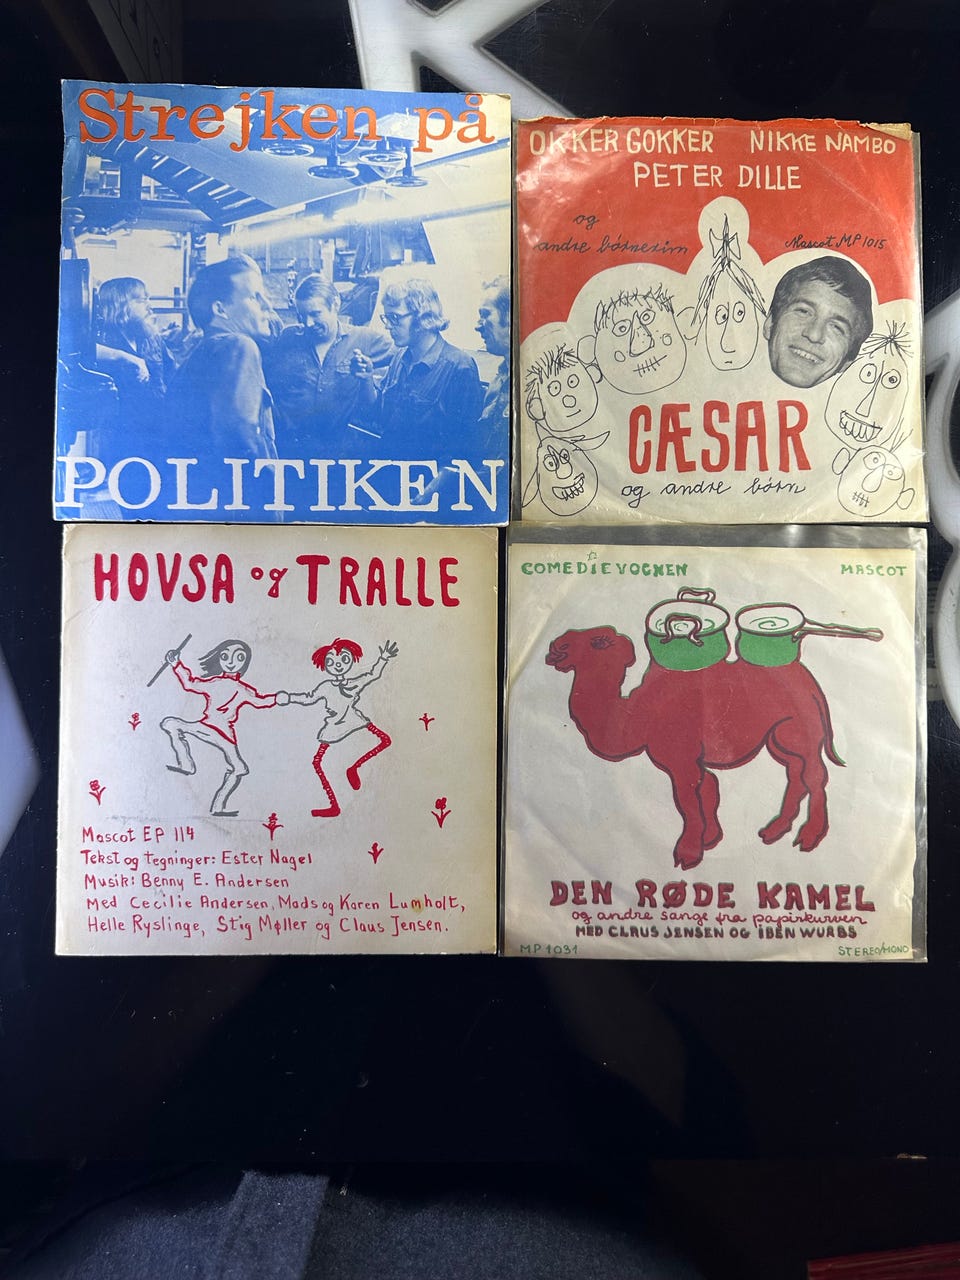 Strejken på
POLITIKEN
OKKER GOKKER NIKKE NAMBO
PETER DILLE
og
andre børnerim
Mascot MP 1015
CÆSAR
og andre børn
HOVSA og TRALLE
Mascot EP 114
Tekst og tegninger: Ester Nagel
Musik: Benny E. Andersen
Med Cecilie Andersen, Mads og Karen Lumholt,
Helle Ryslinge, Stig Møller og Claus Jensen.
COMEDIEVOGNEN MASCOT
DEN RØDE KAMEL
og andre sange fra papirkurven
MED CLAUS JENSEN OG IBEN WURBS
MP 1031 STEREO/MONO